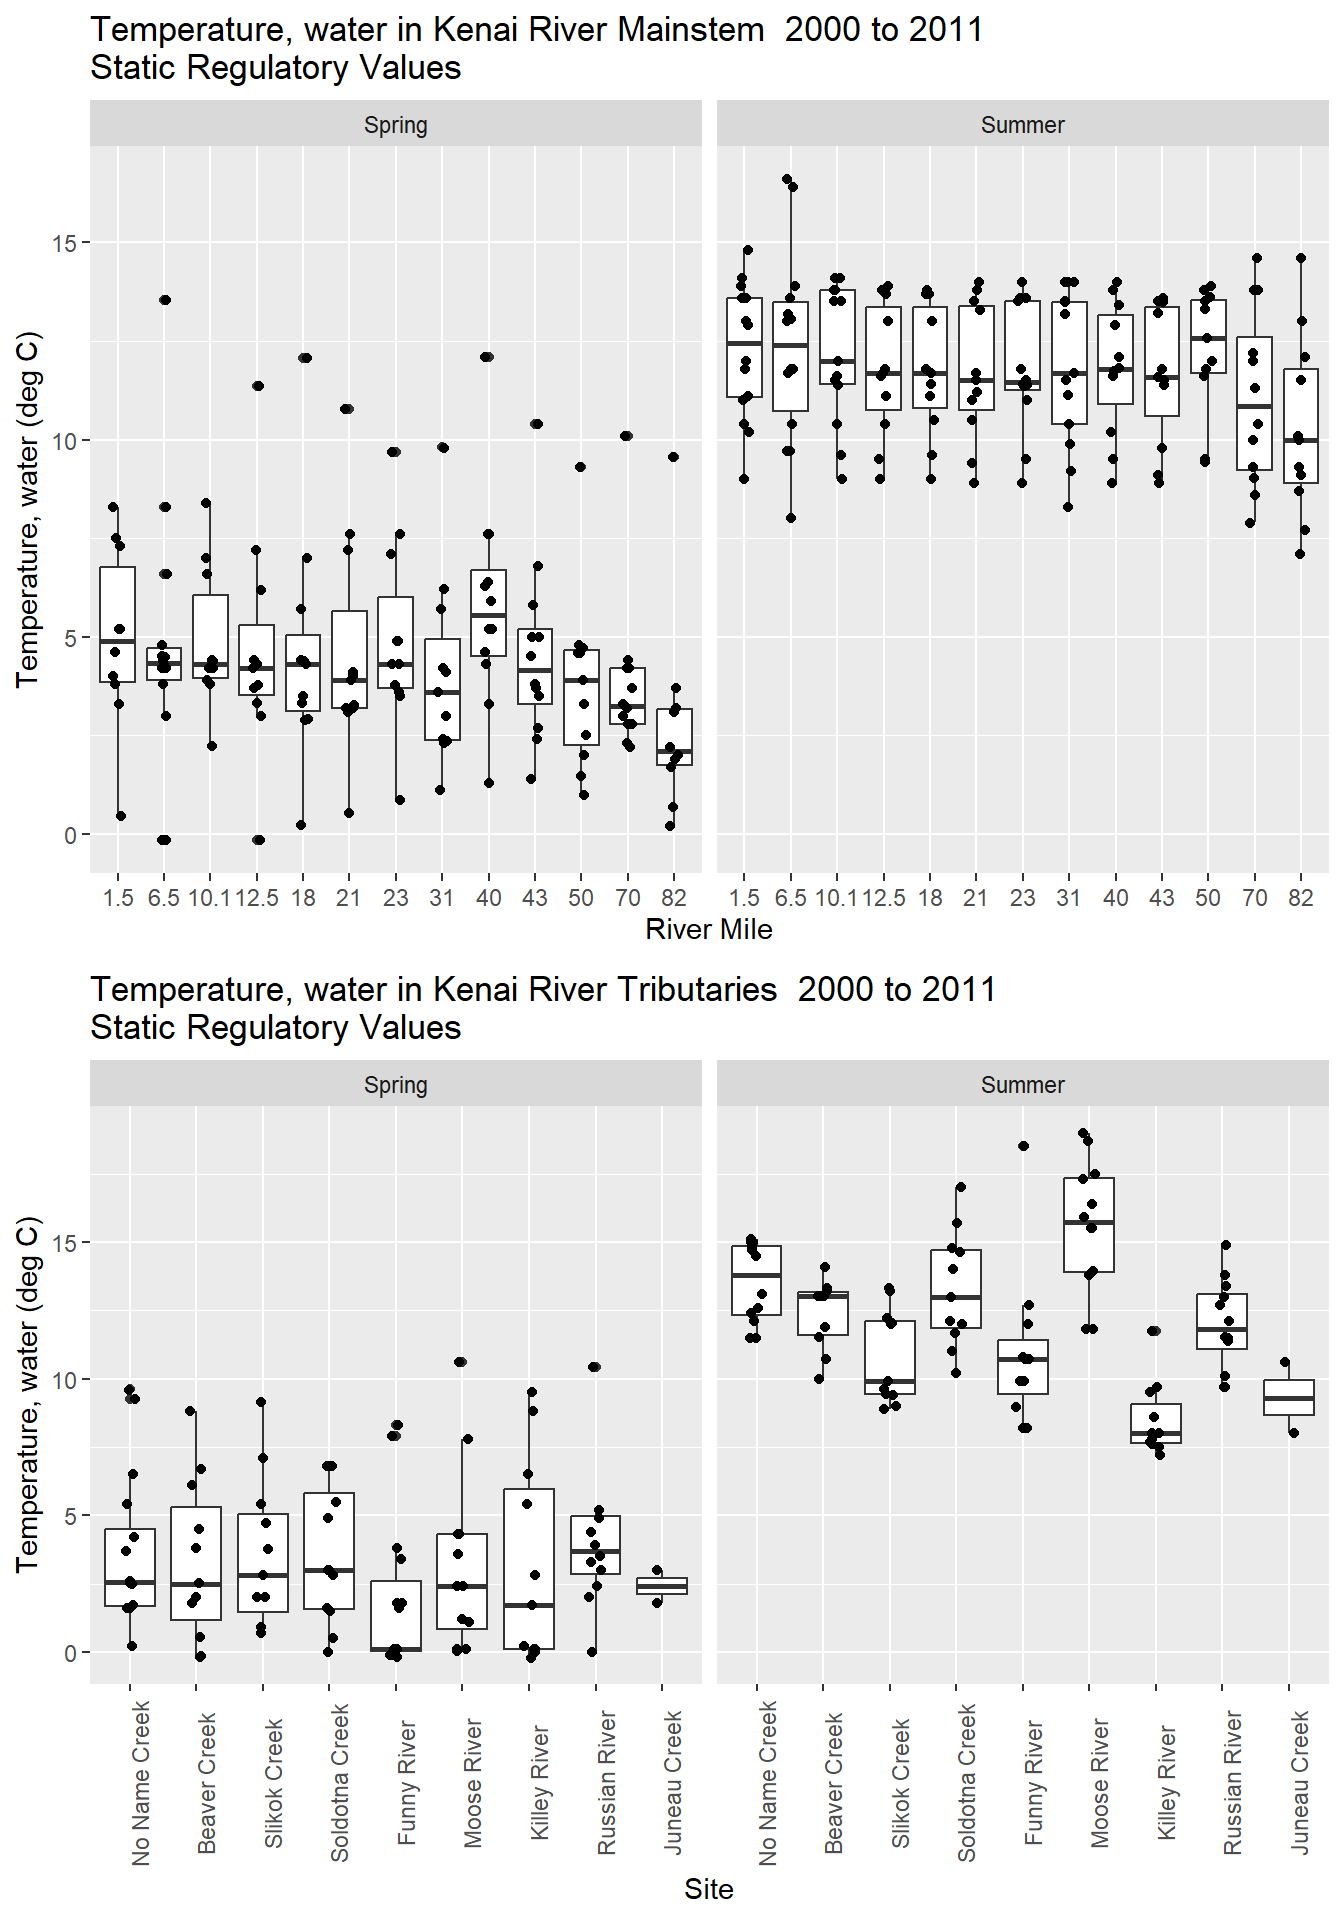 Temperature, water in Kenai River Mainstem  2000 to 2011
Static Regulatory Values
Spring
Summer
Temperature, water (deg C)
15
10
5
0
1.5 6.5 10.1 12.5 18 21 23 31 40 43 50 70 82
1.5 6.5 10.1 12.5 18 21 23 31 40 43 50 70 82
River Mile
Temperature, water in Kenai River Tributaries  2000 to 2011
Static Regulatory Values
Spring
Summer
Temperature, water (deg C)
15
10
5
0
No Name Creek
Beaver Creek
Slikok Creek
Soldotna Creek
Funny River
Moose River
Killey River
Russian River
Juneau Creek
No Name Creek
Beaver Creek
Slikok Creek
Soldotna Creek
Funny River
Moose River
Killey River
Russian River
Juneau Creek
Site